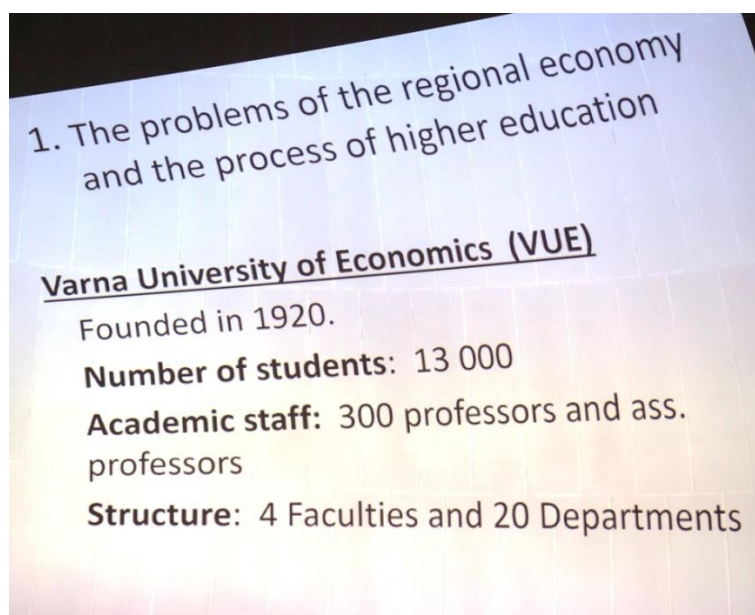 1. The problems of the regional economy
and the process of higher education
Varna University of Economics (VUE)
Founded in 1920.
Number of students: 13 000
Academic staff: 300 professors and ass.
professors
Structure: 4 Faculties and 20 Departments